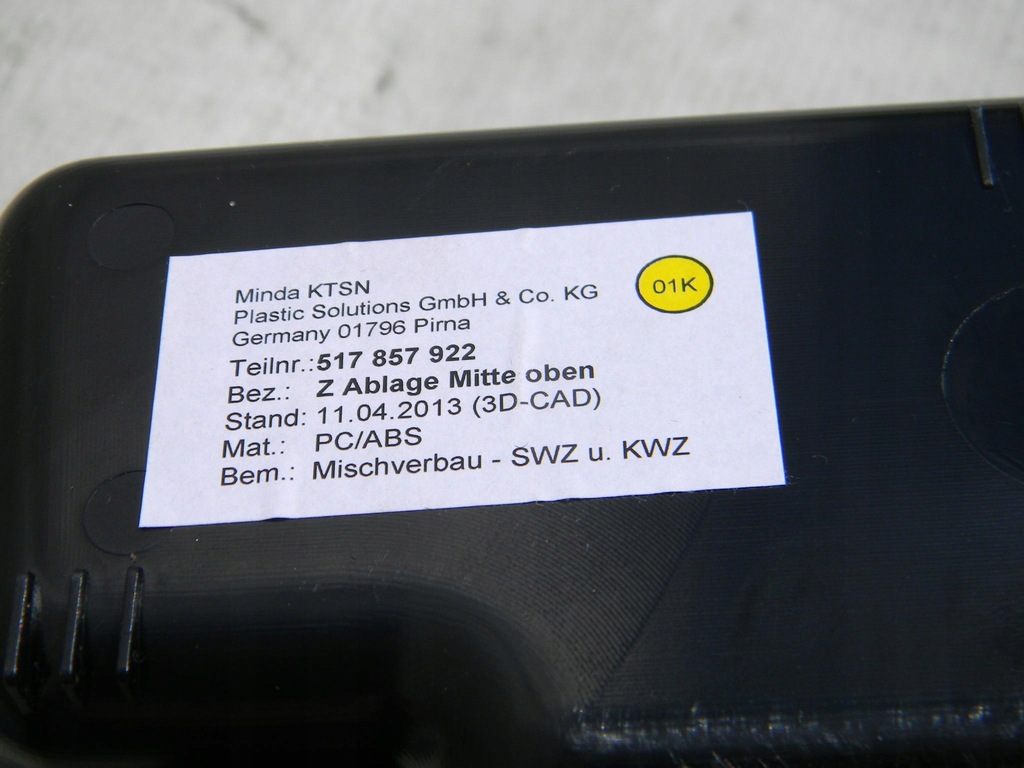 Minda KTSN
Plastic Solutions GmbH & Co. KG
Germany 01796 Pirna
01K
Teilnr.: 517 857 922
Bez.: Z Ablage Mitte oben
Stand: 11.04.2013 (3D-CAD)
Mat.: PC/ABS
Bem.: Mischverbau - SWZ u. KWZ